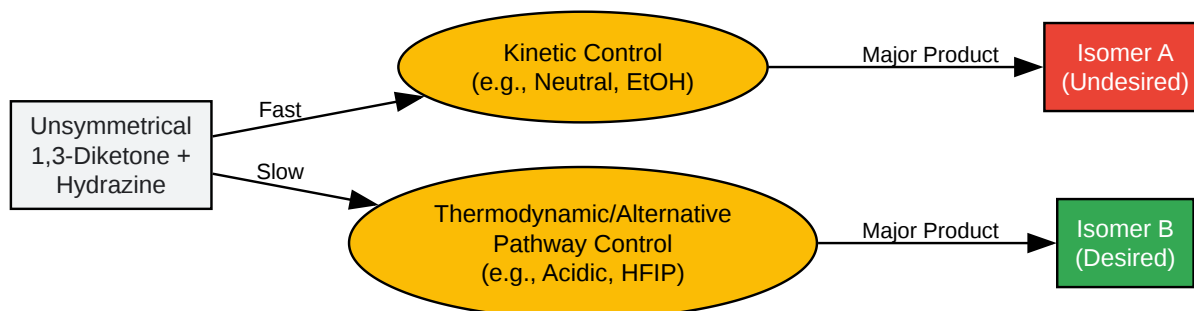 Unsymmetrical
1,3-Diketone +
Hydrazine
Fast
Slow
Kinetic Control
(e.g., Neutral, EtOH)
Thermodynamic/Alternative
Pathway Control
(e.g., Acidic, HFIP)
Major Product
Major Product
Isomer A
(Undesired)
Isomer B
(Desired)